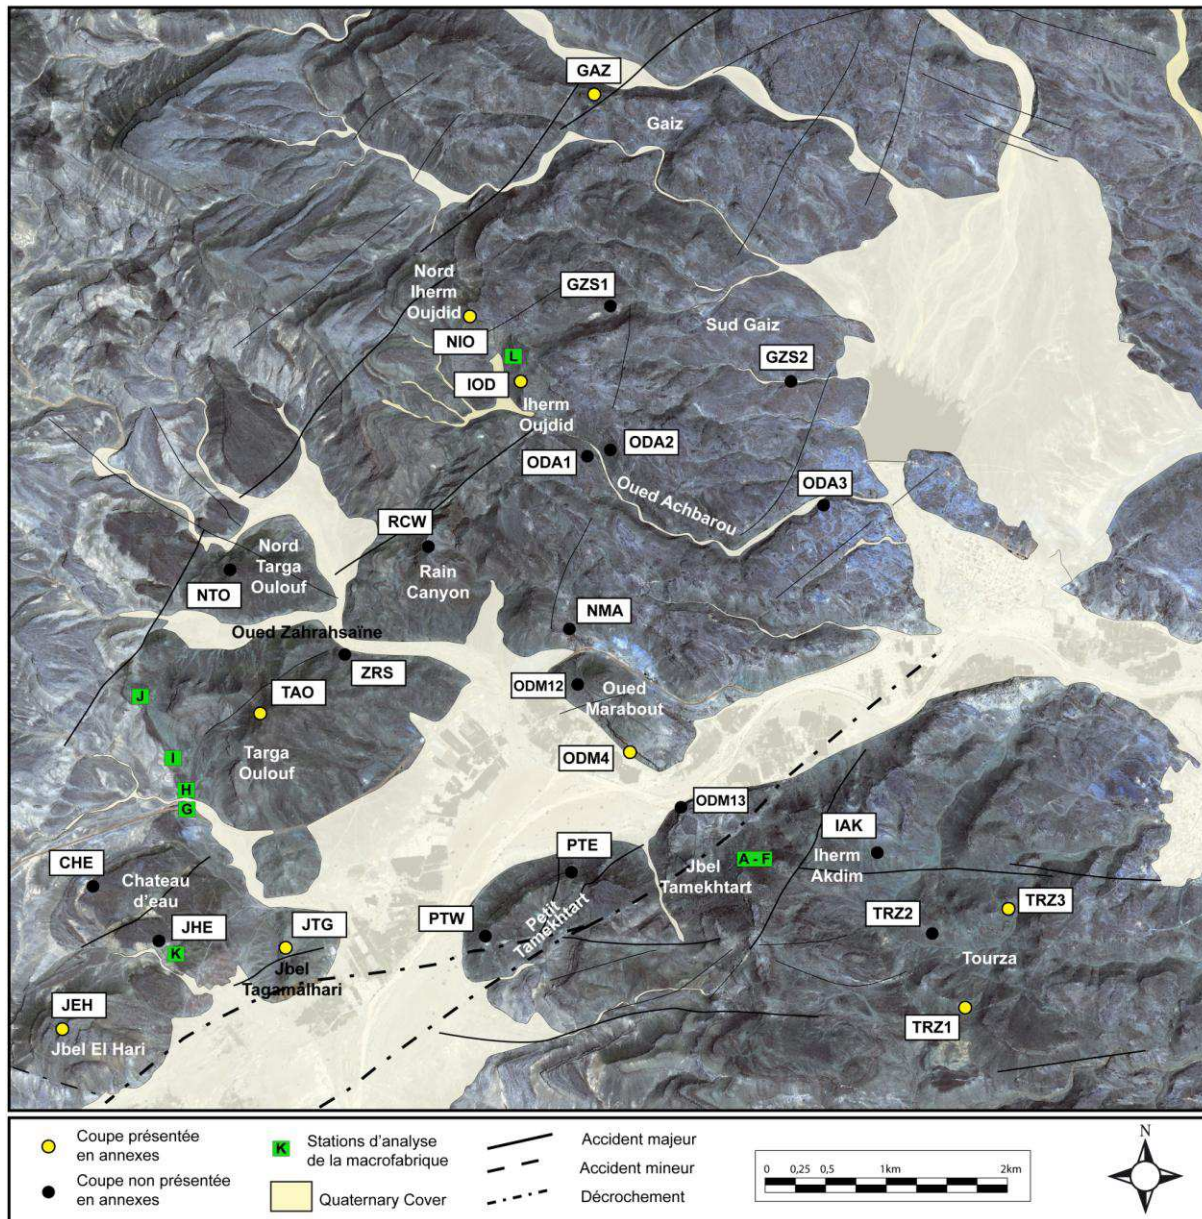 GAZ
Gaiz
Nord
Iherm
Oujdid
GZS1
NIO
Sud Gaiz
L
GZS2
IOD
Iherm
Oujdid
ODA2
ODA1
Oued Achbarou
ODA3
RCW
Rain
Canyon
Nord
Targa
Oulouf
NTO
NMA
Oued Zahrahsaïne
ZRS
ODM12
Oued
Marabout
J
TAO
Targa
Oulouf
I
ODM4
H
G
ODM13
IAK
Iherm
Akdim
A - F
Jbel
Tamekhtart
PTE
CHE
Chateau
d'eau
PTW
Petit
Tamekhtart
TRZ2
TRZ3
Tourza
JHE
K
JTG
Jbel
Tagamalhari
JEH
Jbel El Hari
TRZ1
Coupe présentée
en annexes
Coupe non présentée
en annexes
K
Stations d'analyse
de la macrofabrique
Quaternary Cover
Accident majeur
Accident mineur
Décrochement
0 0,25 0,5 1km 2km
N